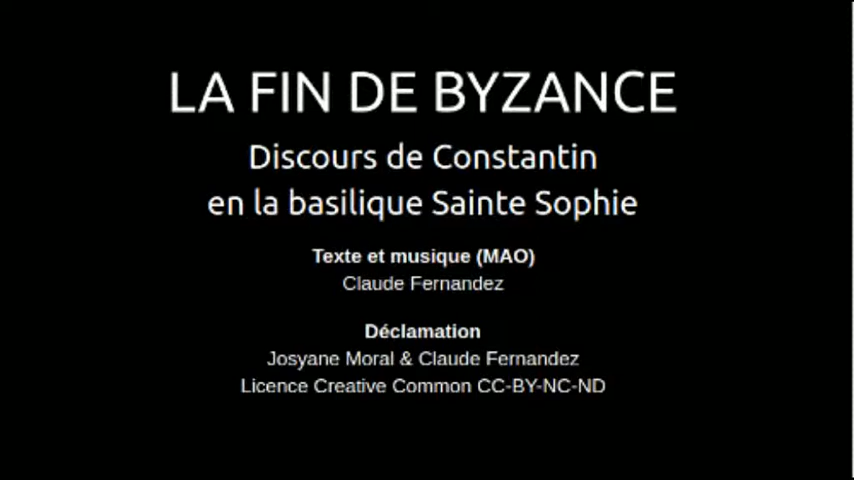 LA FIN DE BYZANCE
Discours de Constantin
en la basilique Sainte Sophie
Texte et musique (MAO)
Claude Fernandez
Déclamation
Josyane Moral & Claude Fernandez
Licence Creative Common CC-BY-NC-ND